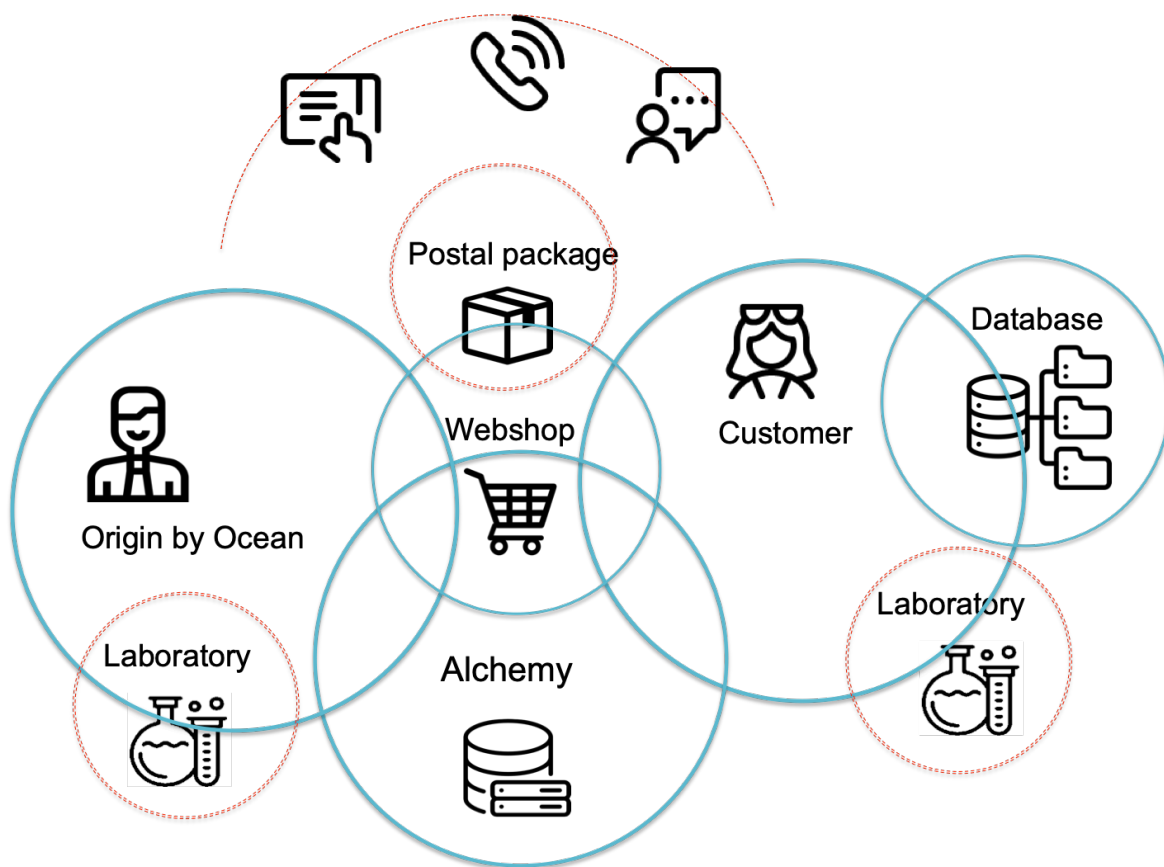 Postal package
Database
Webshop
Customer
Origin by Ocean
Laboratory
Laboratory
Alchemy